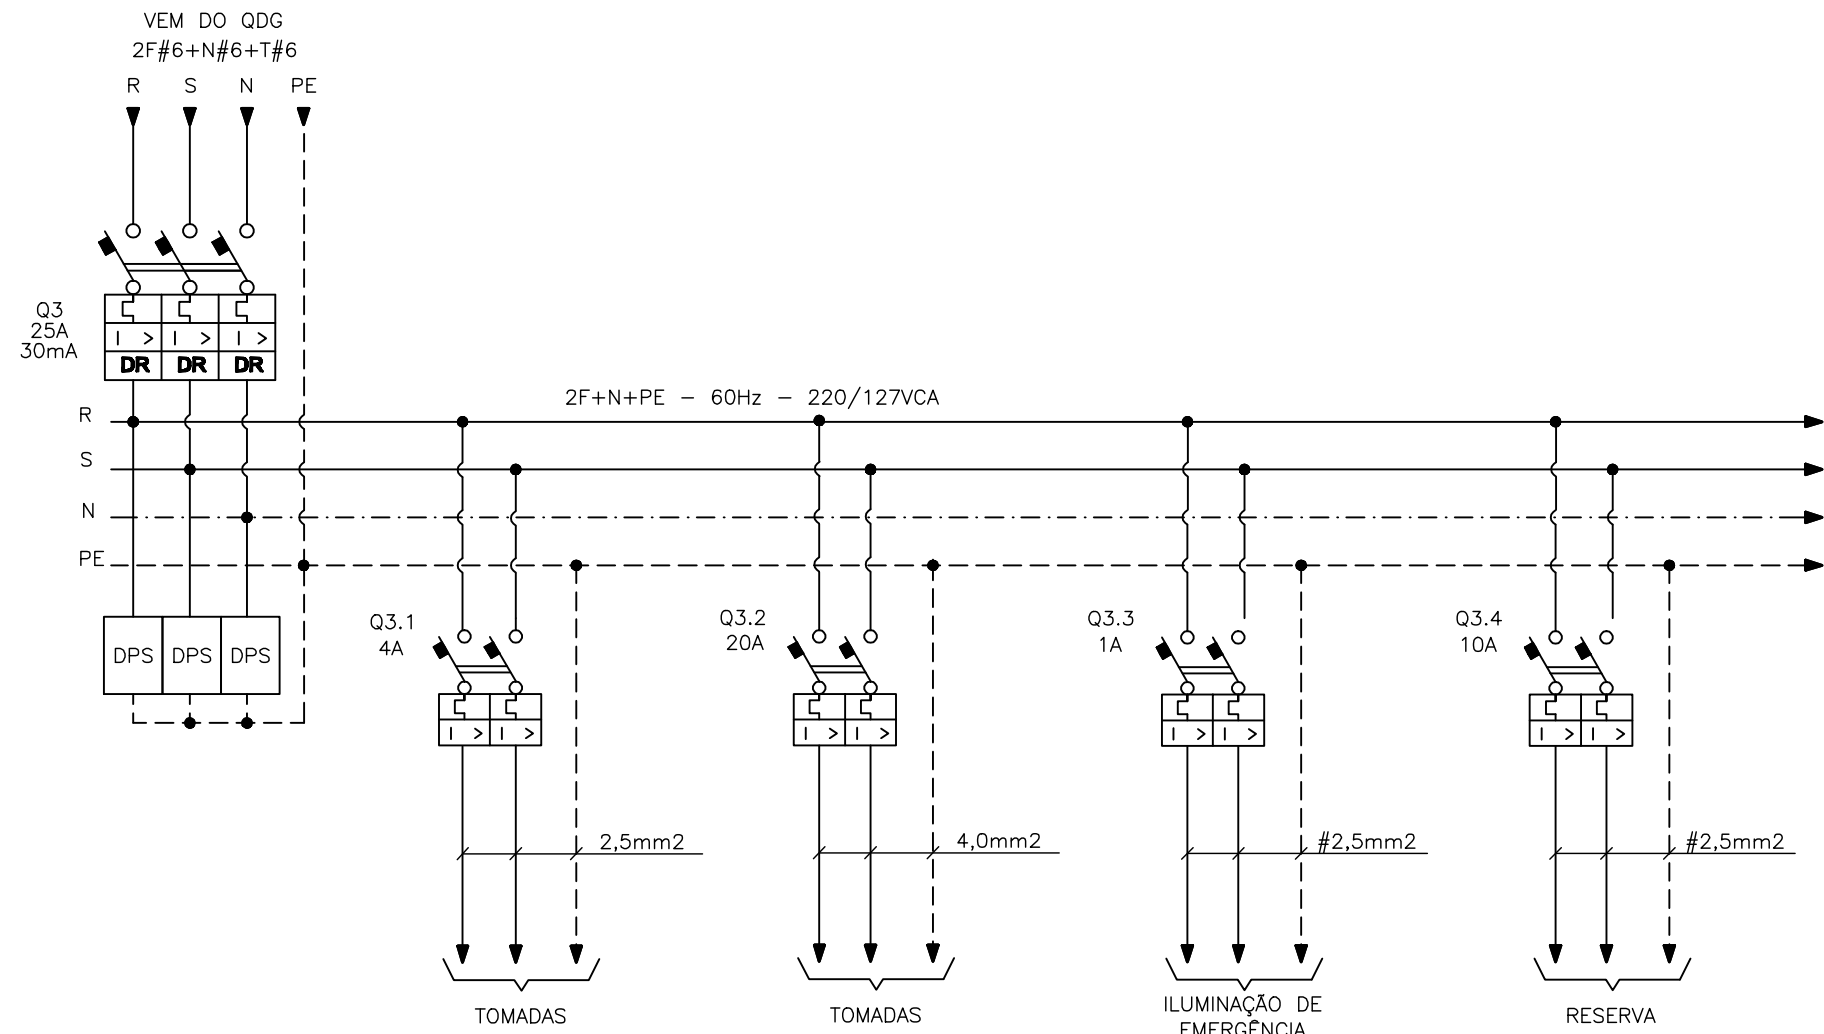 VEM DO QDG
2F#6+N#6+T#6
R S N PE
Q3
25A
30mA
I > I > I >
DR DR DR
2F+N+PE - 60Hz - 220/127VCA
R
S
N
PE
DPS DPS DPS
Q3.1
4A
I > I >
2,5mm2
TOMADAS
Q3.2
20A
I > I >
4,0mm2
TOMADAS
Q3.3
1A
I > I >
#2,5mm2
ILUMINAÇÃO DE
EMERGÊNCIA
Q3.4
10A
I > I >
#2,5mm2
RESERVA